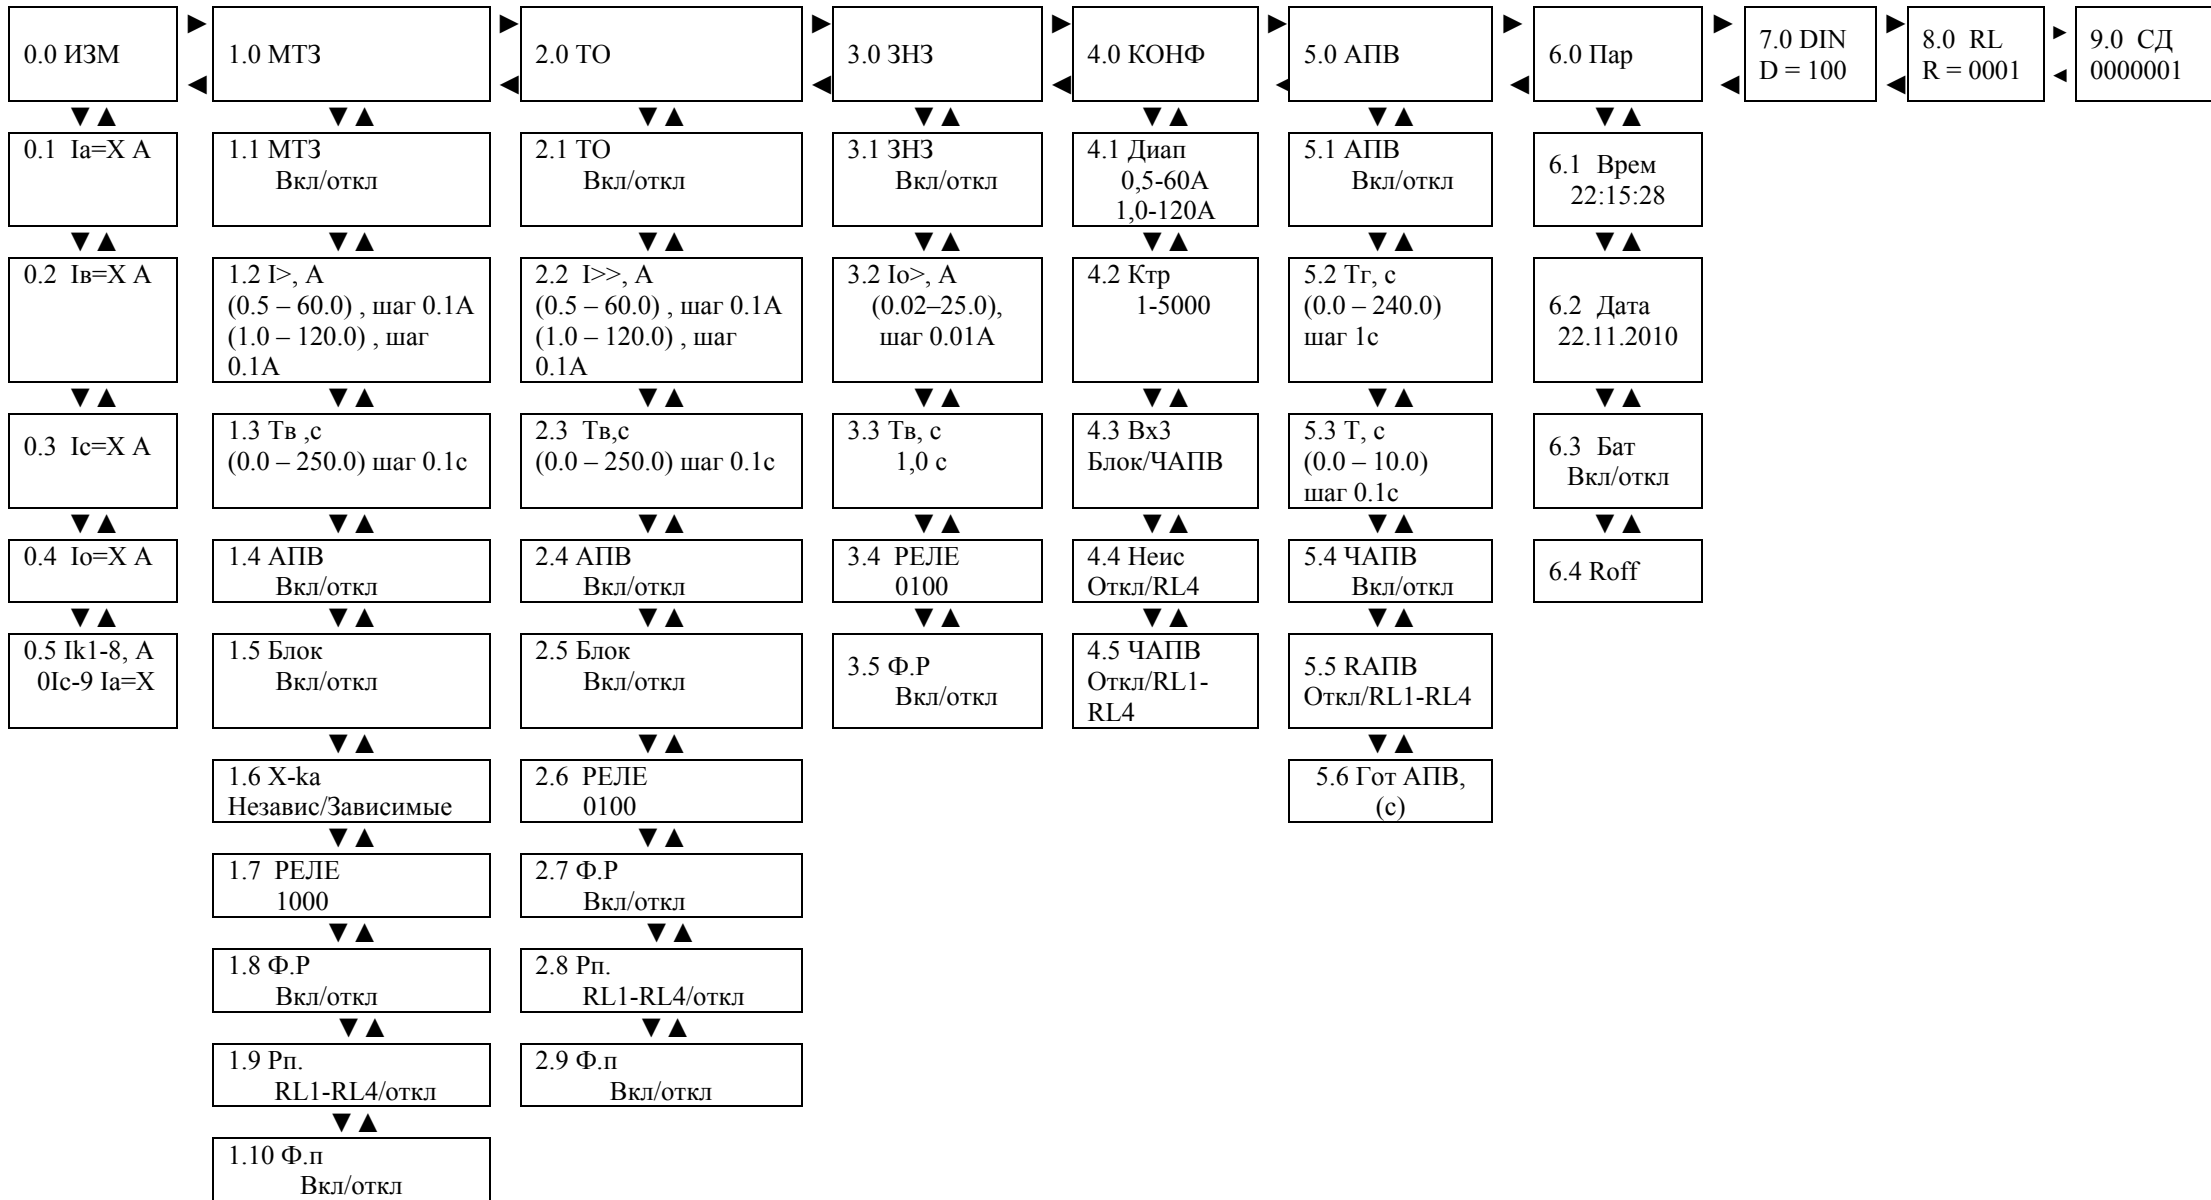 0.0 ИЗМ
1.0 МТЗ
2.0 ТО
3.0 ЗНЗ
4.0 КОНФ
5.0 АПВ
6.0 Пар
7.0 DIN
D = 100
8.0 RL
R = 0001
9.0 СД
0000001
0.1 Ia=X A
1.1 МТЗ
Вкл/откл
2.1 ТО
Вкл/откл
3.1 ЗНЗ
Вкл/откл
4.1 Диап
0,5-60А
1,0-120А
5.1 АПВ
Вкл/откл
6.1 Врем
22:15:28
0.2 Iв=X A
1.2 I>, А
(0.5 – 60.0) , шаг 0.1А
(1.0 – 120.0) , шаг
0.1А
2.2 I>>, А
(0.5 – 60.0) , шаг 0.1А
(1.0 – 120.0) , шаг
0.1А
3.2 Iо>, А
(0.02–25.0),
шаг 0.01А
4.2 Ктр
1-5000
5.2 Тг, с
(0.0 – 240.0)
шаг 1с
6.2 Дата
22.11.2010
0.3 Ic=X A
1.3 Тв ,с
(0.0 – 250.0) шаг 0.1с
2.3 Тв,с
(0.0 – 250.0) шаг 0.1с
3.3 Тв, с
1,0 с
4.3 Вх3
Блок/ЧАПВ
5.3 Т, с
(0.0 – 10.0)
шаг 0.1с
6.3 Бат
Вкл/откл
0.4 Io=X A
1.4 АПВ
Вкл/откл
2.4 АПВ
Вкл/откл
3.4 РЕЛЕ
0100
4.4 Неис
Откл/RL4
5.4 ЧАПВ
Вкл/откл
6.4 Roff
0.5 Ik1-8, A
0Ic-9 Ia=X
1.5 Блок
Вкл/откл
2.5 Блок
Вкл/откл
3.5 Ф.Р
Вкл/откл
4.5 ЧАПВ
Откл/RL1-
RL4
5.5 RАПВ
Откл/RL1-RL4
1.6 Х-kа
Независ/Зависимые
2.6 РЕЛЕ
0100
5.6 Гот АПВ,
(с)
1.7 РЕЛЕ
1000
2.7 Ф.Р
Вкл/откл
1.8 Ф.Р
Вкл/откл
2.8 Рп.
RL1-RL4/откл
1.9 Рп.
RL1-RL4/откл
2.9 Ф.п
Вкл/откл
1.10 Ф.п
Вкл/откл